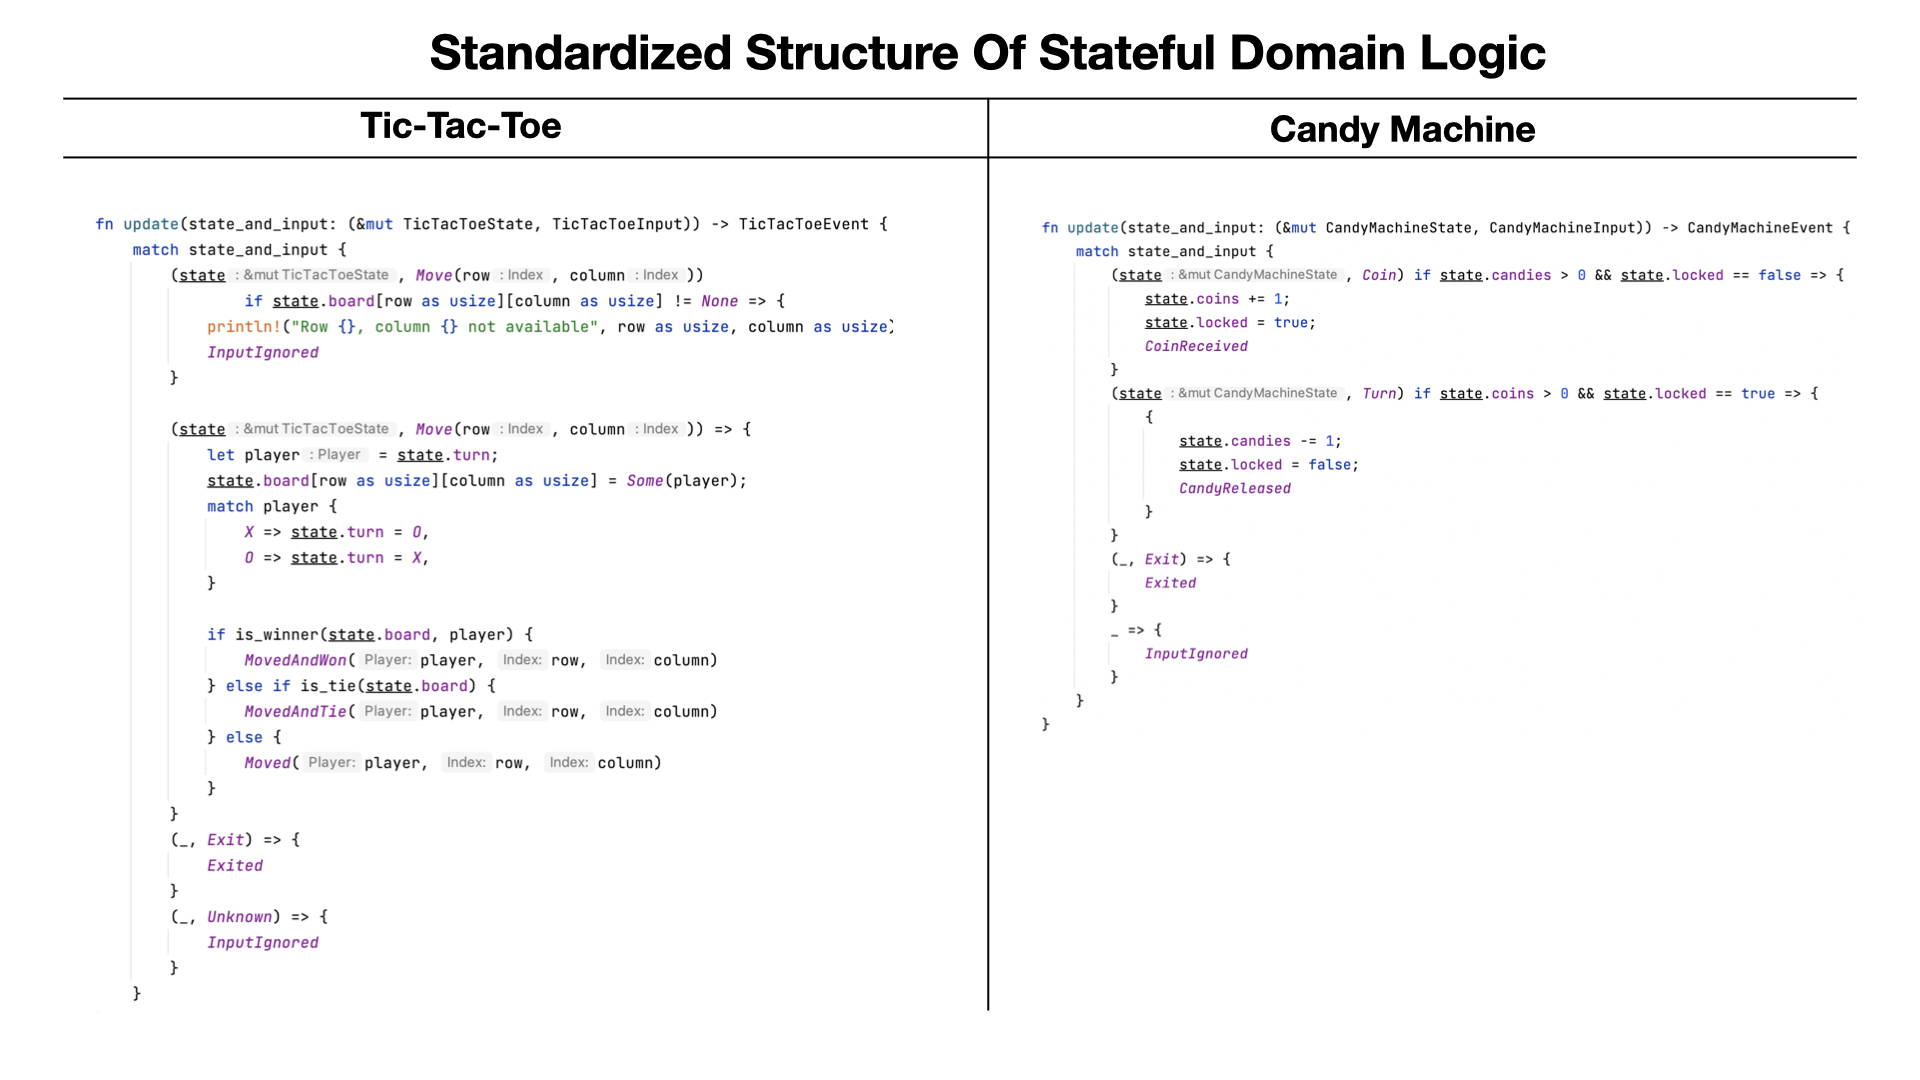 Standardized Structure Of Stateful Domain Logic
Tic-Tac-Toe
fn update(state_and_input: (&mut TicTacToeState, TicTacToeInput)) -> TicTacToeEvent {
match state_and_input {
(state : &mut TicTacToeState , Move(row : Index , column : Index ))
if state.board[row as usize][column as usize] != None => {
println!("Row {}, column {} not available", row as usize, column as usize)
InputIgnored
}
(state : &mut TicTacToeState , Move(row : Index , column : Index )) => {
let player : Player = state.turn;
state.board[row as usize][column as usize] = Some(player);
match player {
X => state.turn = O,
O => state.turn = X,
}
if is_winner(state.board, player) {
MovedAndWon( Player: player, Index: row, Index: column)
} else if is_tie(state.board) {
MovedAndTie( Player: player, Index: row, Index: column)
} else {
Moved( Player: player, Index: row, Index: column)
}
}
(_, Exit) => {
Exited
}
(_, Unknown) => {
InputIgnored
}
}
Candy Machine
fn update(state_and_input: (&mut CandyMachineState, CandyMachineInput)) -> CandyMachineEvent {
match state_and_input {
(state : &mut CandyMachineState , Coin) if state.candies > 0 && state.locked == false => {
state.coins += 1;
state.locked = true;
CoinReceived
}
(state : &mut CandyMachineState , Turn) if state.coins > 0 && state.locked == true => {
{
state.candies -= 1;
state.locked = false;
CandyReleased
}
}
(_, Exit) => {
Exited
}
_ => {
InputIgnored
}
}
}